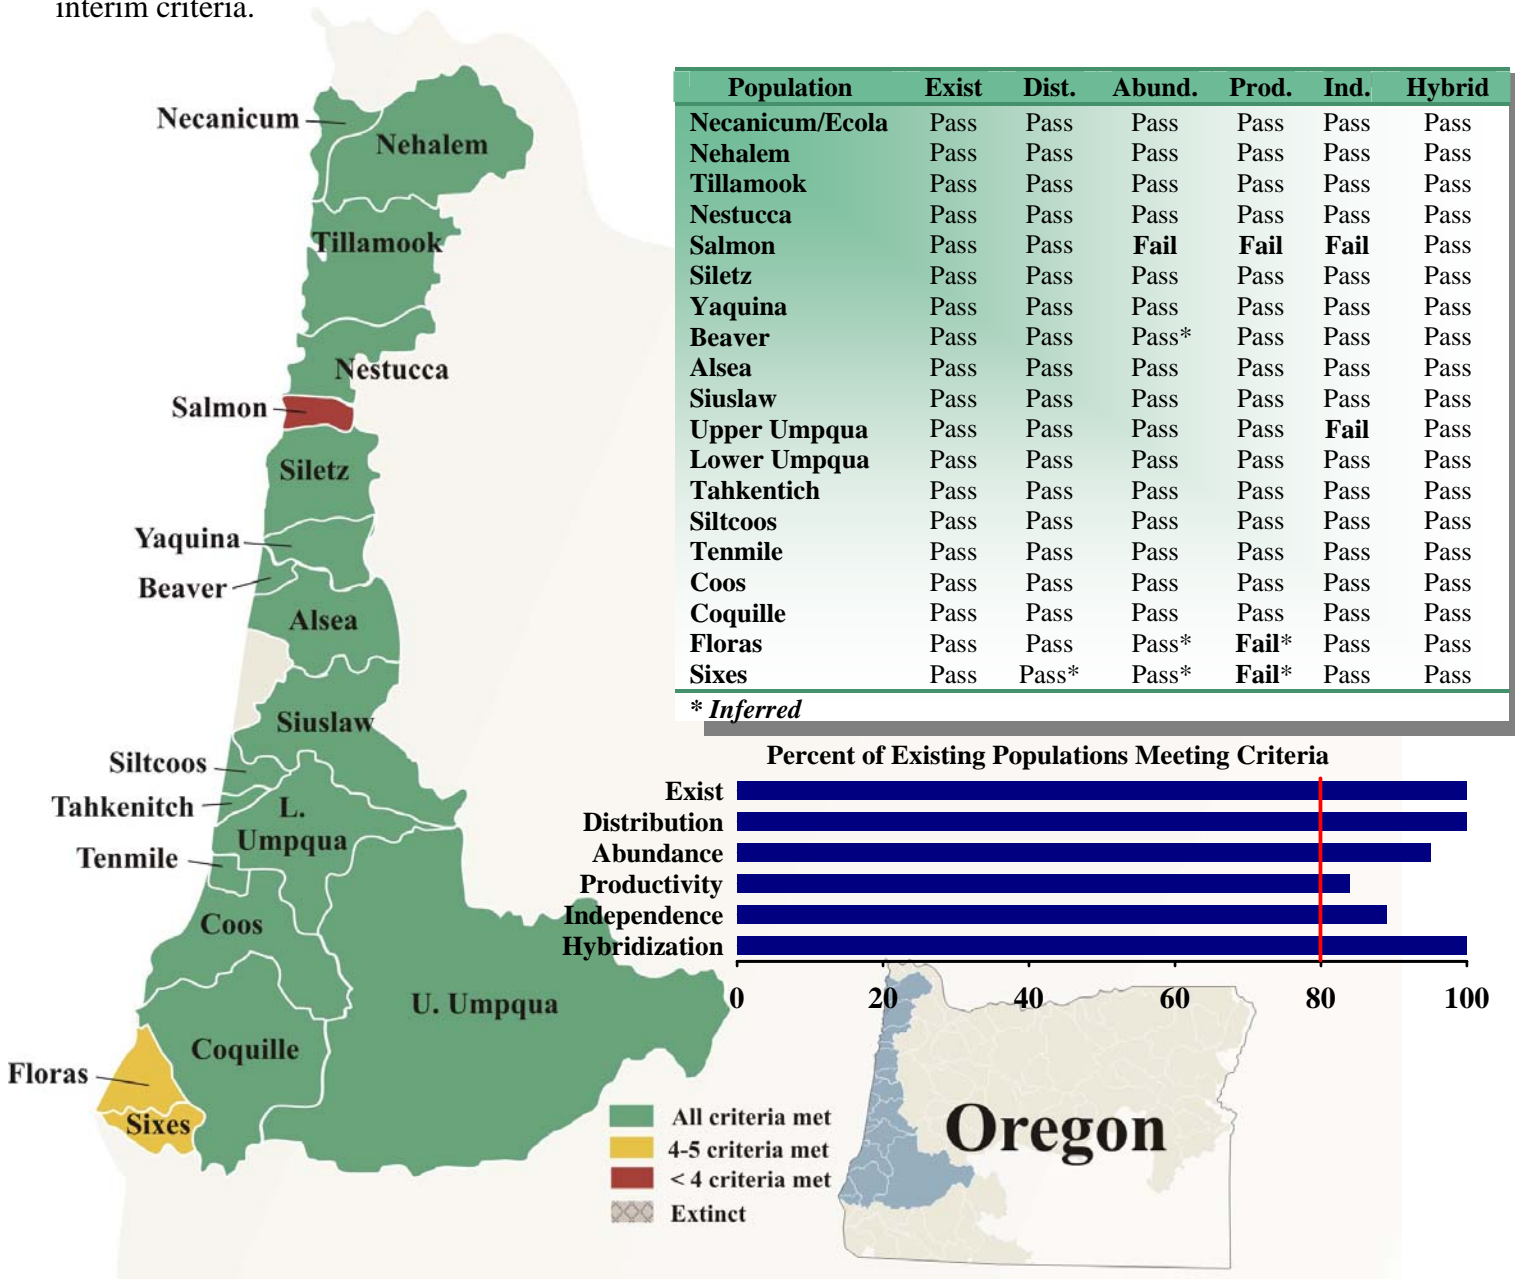 interim criteria.
Necanicum
Nehalem
Tillamook
Nestucca
Salmon
Siletz
Yaquina
Beaver
Alsea
Siuslaw
Siltcoos
Tahkenitch
L.
Umpqua
Tenmile
Coos
U. Umpqua
Coquille
Floras
Sixes
Population Exist Dist. Abund. Prod. Ind. Hybrid
Necanicum/Ecola Pass Pass Pass Pass Pass Pass
Nehalem Pass Pass Pass Pass Pass Pass
Tillamook Pass Pass Pass Pass Pass Pass
Nestucca Pass Pass Pass Pass Pass Pass
Salmon Pass Pass Fail Fail Fail Pass
Siletz Pass Pass Pass Pass Pass Pass
Yaquina Pass Pass Pass Pass Pass Pass
Beaver Pass Pass Pass* Pass Pass Pass
Alsea Pass Pass Pass Pass Pass Pass
Siuslaw Pass Pass Pass Pass Pass Pass
Upper Umpqua Pass Pass Pass Pass Fail Pass
Lower Umpqua Pass Pass Pass Pass Pass Pass
Tahkentich Pass Pass Pass Pass Pass Pass
Siltcoos Pass Pass Pass Pass Pass Pass
Tenmile Pass Pass Pass Pass Pass Pass
Coos Pass Pass Pass Pass Pass Pass
Coquille Pass Pass Pass Pass Pass Pass
Floras Pass Pass Pass* Fail* Pass Pass
Sixes Pass Pass* Pass* Fail* Pass Pass
* Inferred
Percent of Existing Populations Meeting Criteria
Exist
Distribution
Abundance
Productivity
Independence
Hybridization
0 20 40 60 80 100
All criteria met
4-5 criteria met
< 4 criteria met
Extinct
Oregon